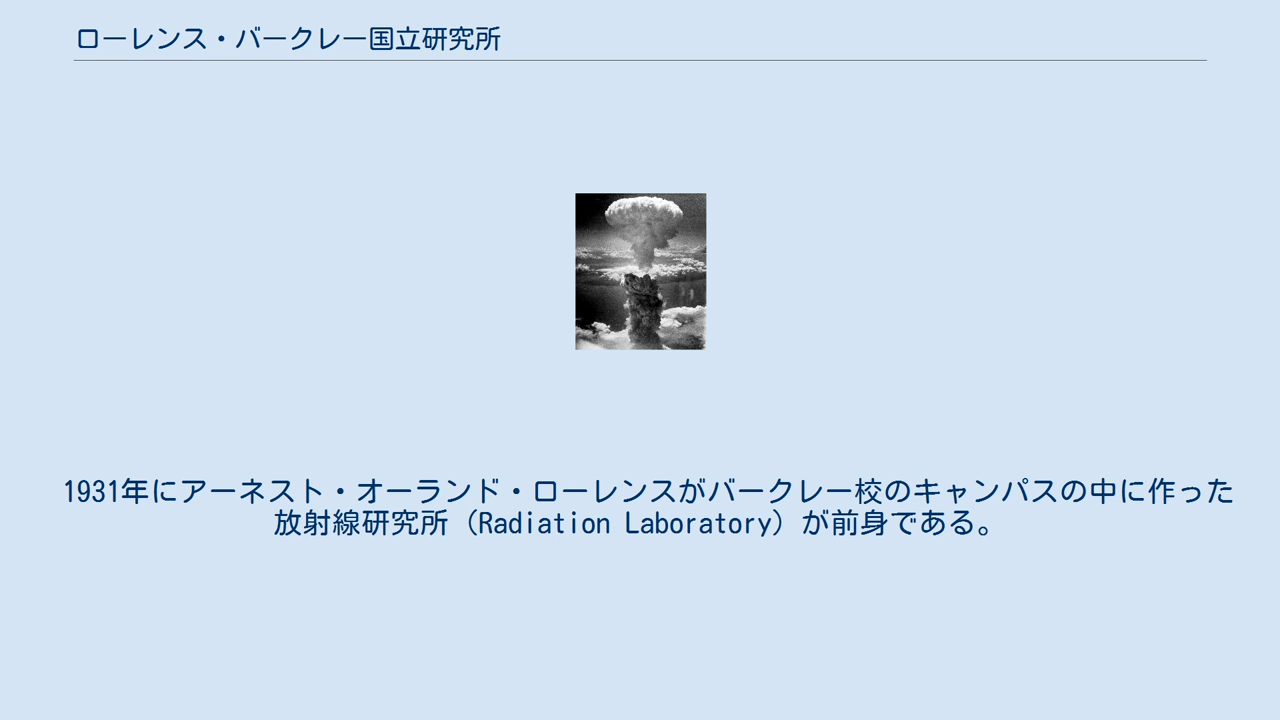 ローレンス・バークレー国立研究所
1931年にアーネスト・オーランド・ローレンスがバークレー校のキャンパスの中に作った
放射線研究所（Radiation Laboratory）が前身である。